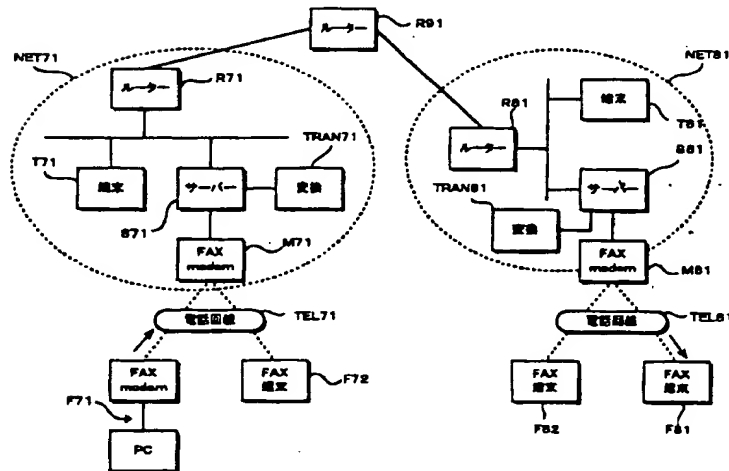 ルーター
R91
NET71
ルーター
R71
T71
端末
サーバー
S71
TRAN71
変換
FAX
modem
M71
電話回線
TEL71
FAX
modem
F71
PC
FAX
端末
F72
NET81
R81
ルーター
端末
T81
S81
サーバー
TRAN81
変換
FAX
modem
M81
電話回線
TEL81
FAX
端末
F82
FAX
端末
F81